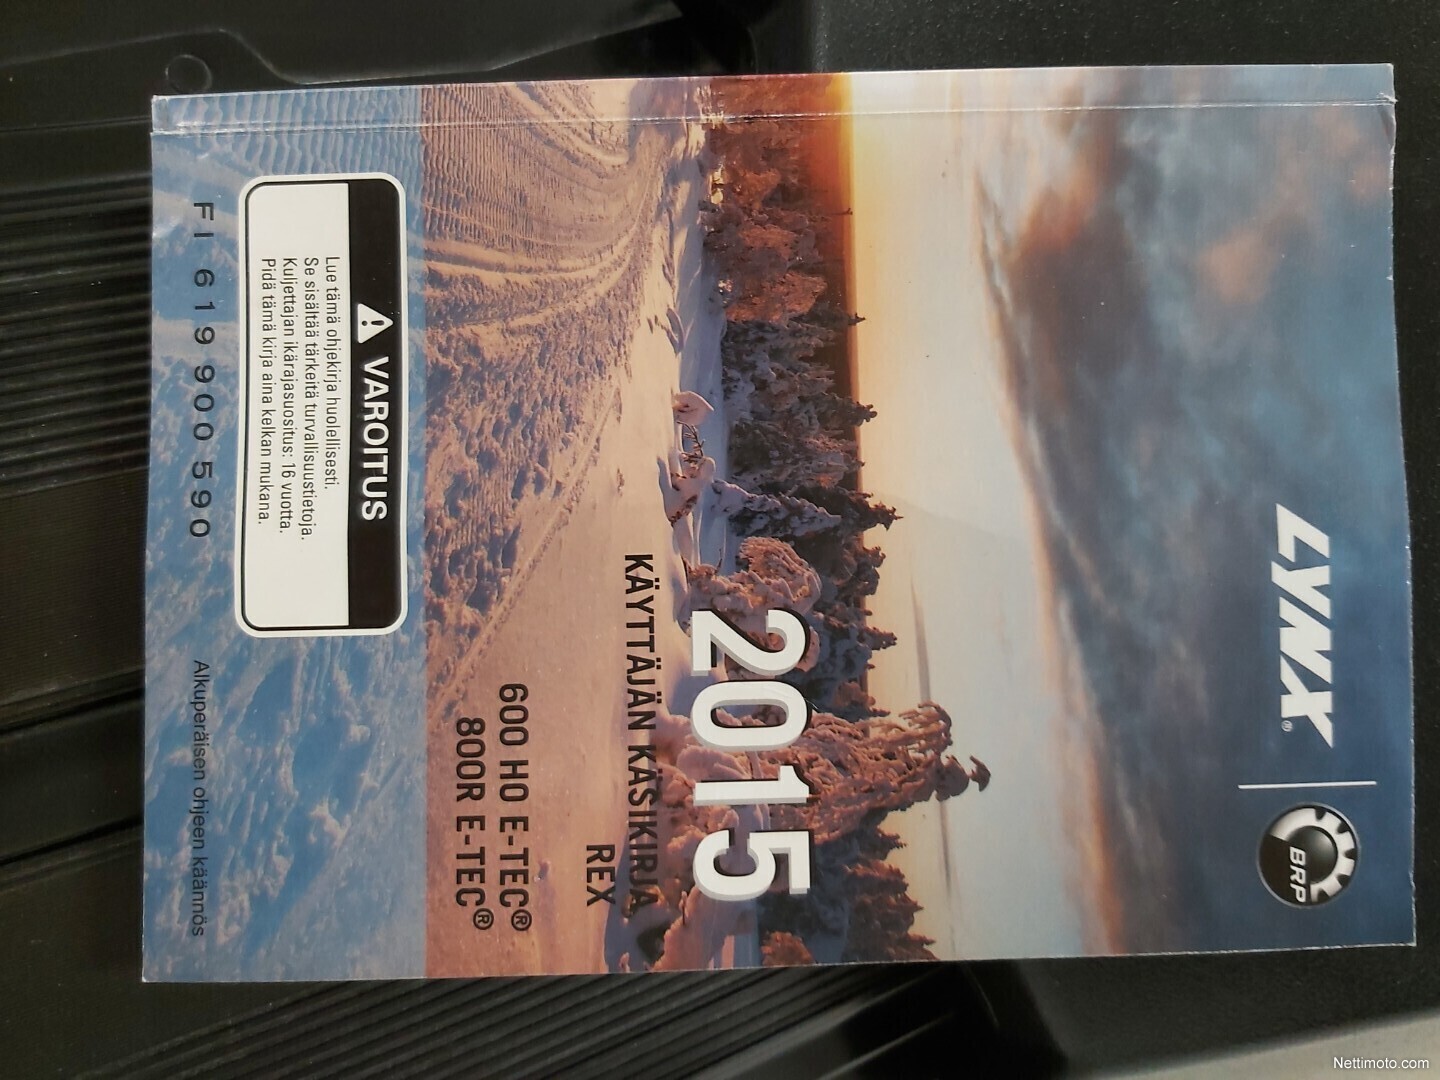 LYNX®
BRP
2015
KÄYTTÄJÄN KÄSIKIRJA
REX
600 HO E-TEC®
800R E-TEC®
VAROITUS
Lue tämä ohjekirja huolellisesti.
Se sisältää tärkeitä turvallisuustietoja.
Kuljettajan ikärajasuositus: 16 vuotta.
Pidä tämä kirja aina kelkan mukana.
FI 619 900 590
Alkuperäisen ohjeen käännös
Nettimoto.com